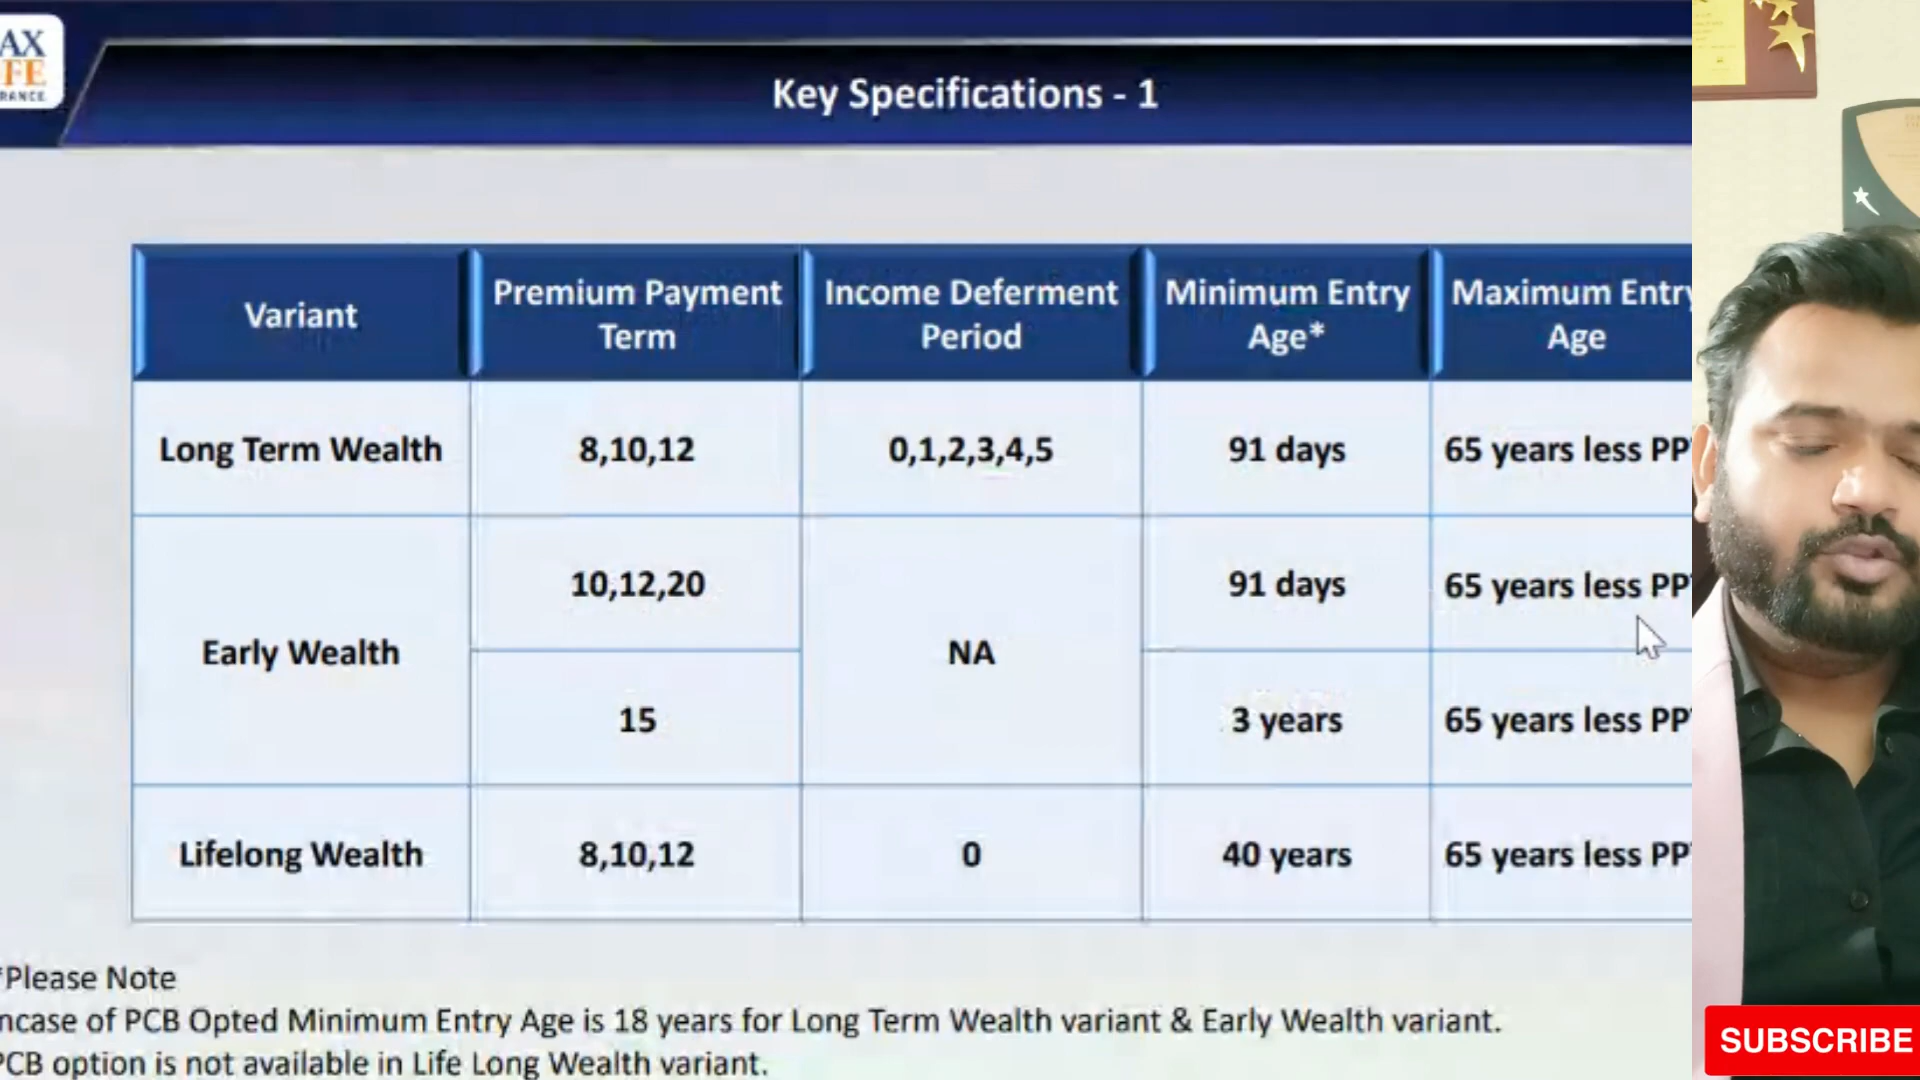 AX
FE
RANCE
Key Specifications - 1
Variant
Premium Payment
Term
Income Deferment
Period
Minimum Entry
Age*
Maximum Entry
Age
Long Term Wealth
8,10,12
0,1,2,3,4,5
91 days
65 years less PP
Early Wealth
10,12,20
NA
91 days
65 years less PP
15
3 years
65 years less PP
Lifelong Wealth
8,10,12
0
40 years
65 years less PP
*Please Note
ncase of PCB Opted Minimum Entry Age is 18 years for Long Term Wealth variant & Early Wealth variant.
PCB option is not available in Life Long Wealth variant.
SUBSCRIBE